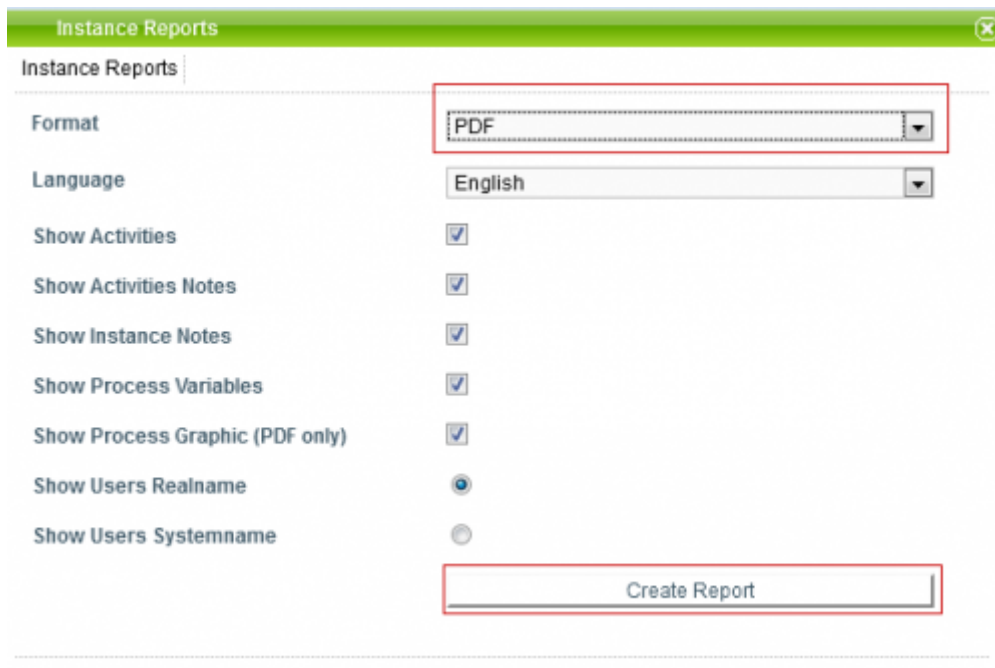 Instance Reports
Instance Reports
Format PDF
Language English
Show Activities
Show Activities Notes
Show Instance Notes
Show Process Variables
Show Process Graphic (PDF only)
Show Users Realname
Show Users Systemname
Create Report